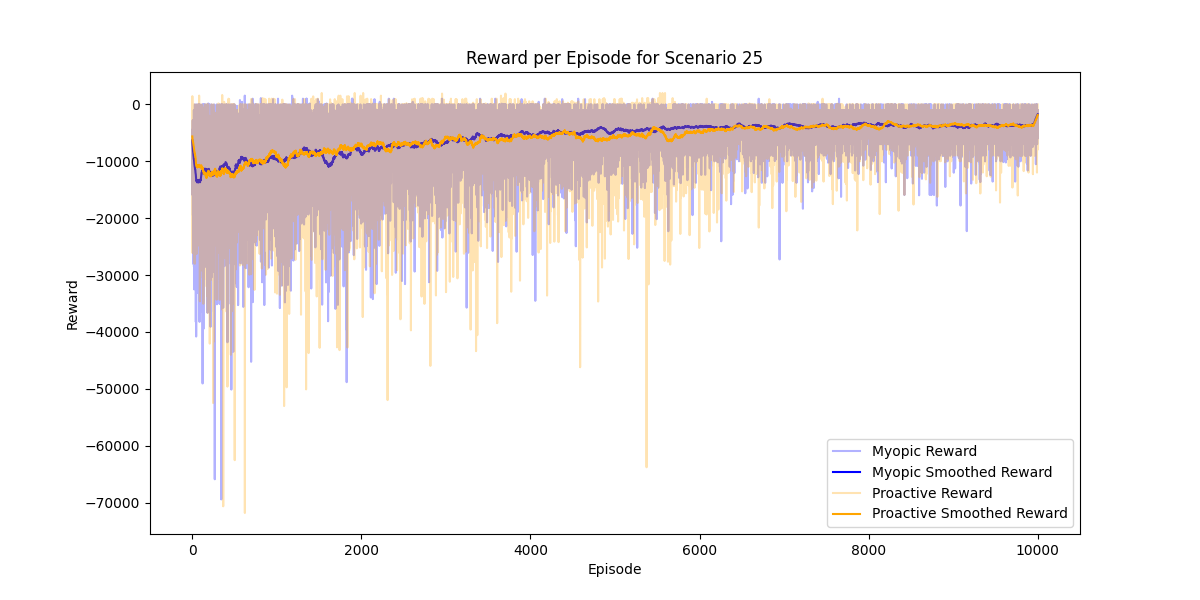 Reward per Episode for Scenario 25
Reward
0
−10000
−20000
−30000
−40000
−50000
−60000
−70000
0
2000
4000
6000
8000
10000
Episode
Myopic Reward
Myopic Smoothed Reward
Proactive Reward
Proactive Smoothed Reward